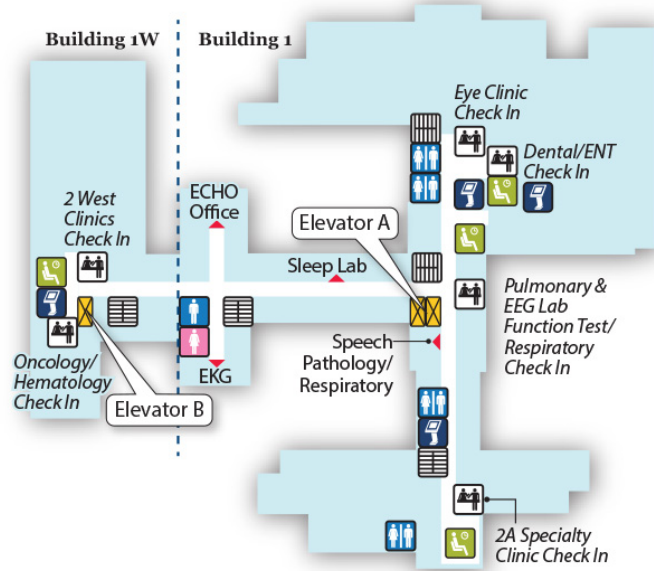 Building 1W
Building 1
Eye Clinic
Check In
Dental/ENT
Check In
2 West
Clinics
Check In
ECHO
Office
Elevator A
Sleep Lab
Pulmonary &
EEG Lab
Function Test/
Respiratory
Check In
Speech
Pathology/
Respiratory
Oncology/
Hematology
Check In
EKG
Elevator B
2A Specialty
Clinic Check In